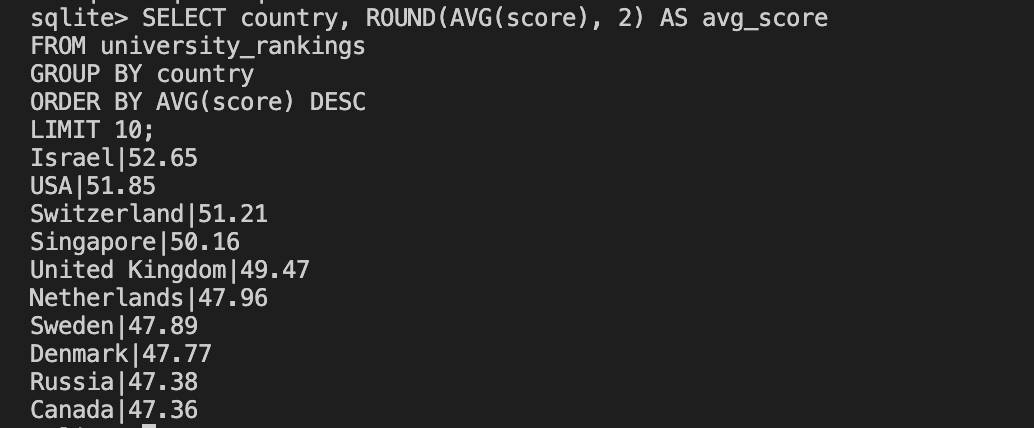 sqlite> SELECT country, ROUND(AVG(score), 2) AS avg_score
FROM university_rankings
GROUP BY country
ORDER BY AVG(score) DESC
LIMIT 10;
Israel|52.65
USA|51.85
Switzerland|51.21
Singapore|50.16
United Kingdom|49.47
Netherlands|47.96
Sweden|47.89
Denmark|47.77
Russia|47.38
Canada|47.36